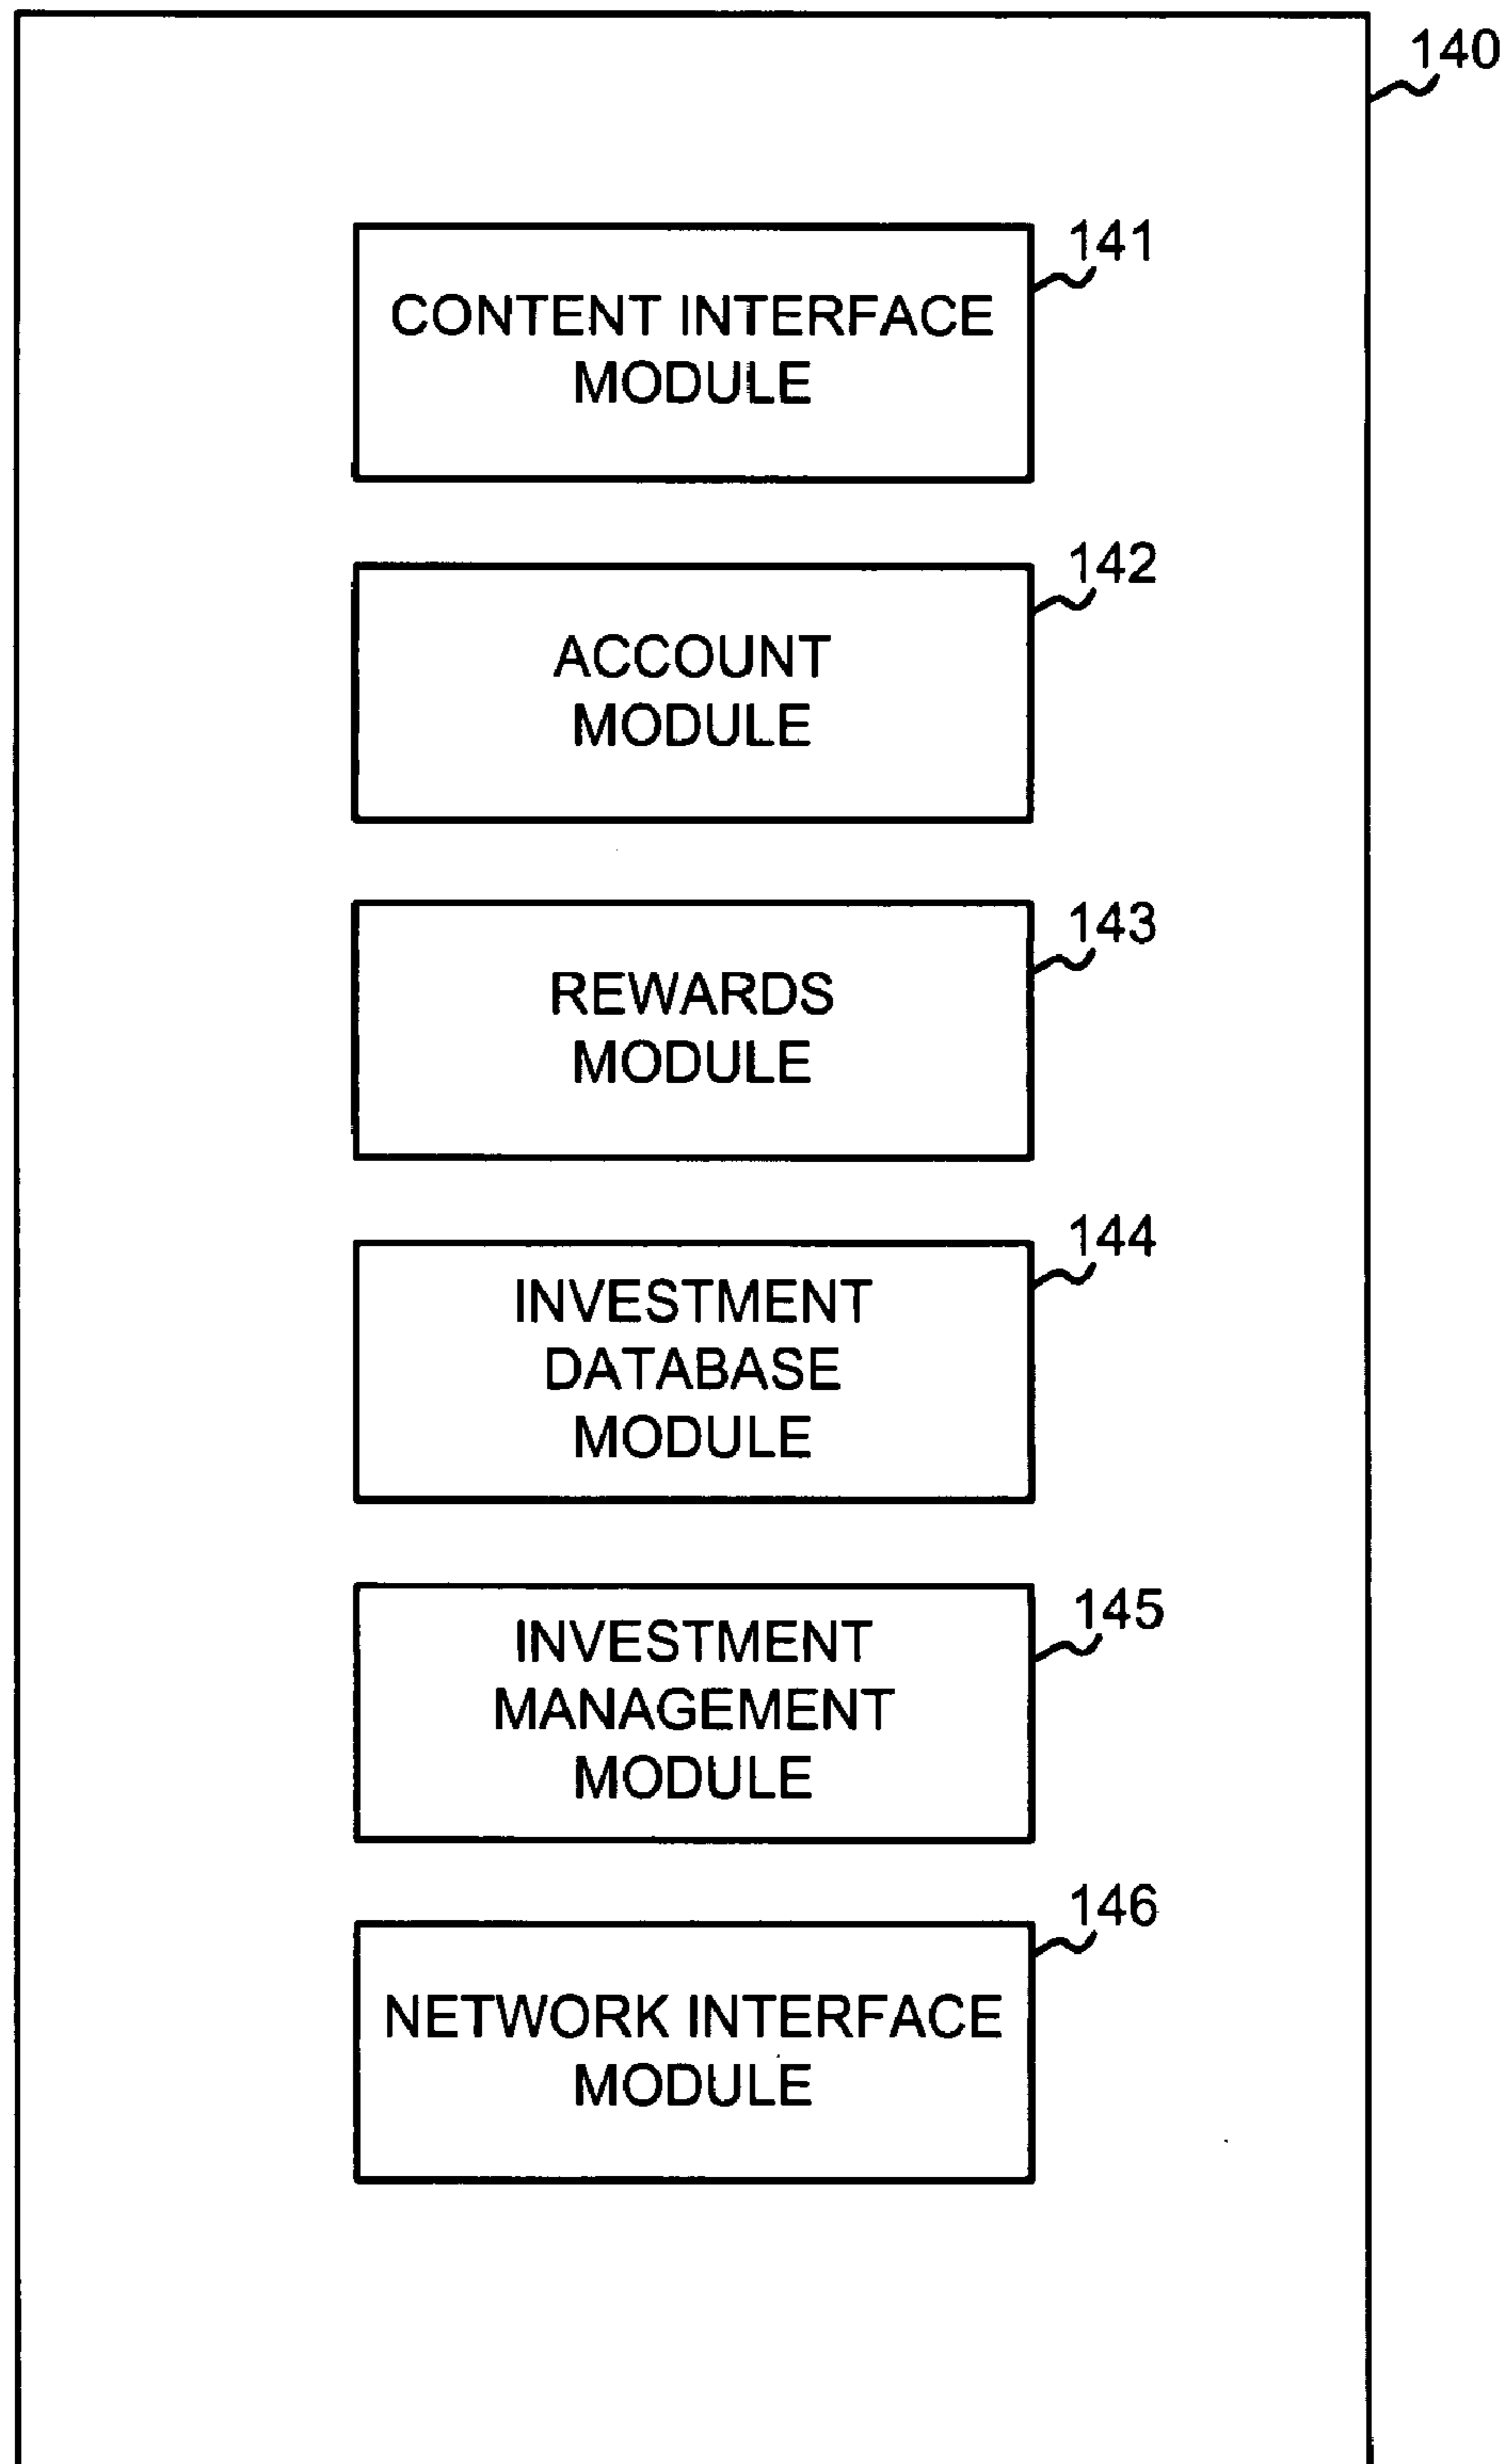 140
141
CONTENT INTERFACE
MODULE
142
ACCOUNT
MODULE
143
REWARDS
MODULE
144
INVESTMENT
DATABASE
MODULE
145
INVESTMENT
MANAGEMENT
MODULE
146
NETWORK INTERFACE
MODULE